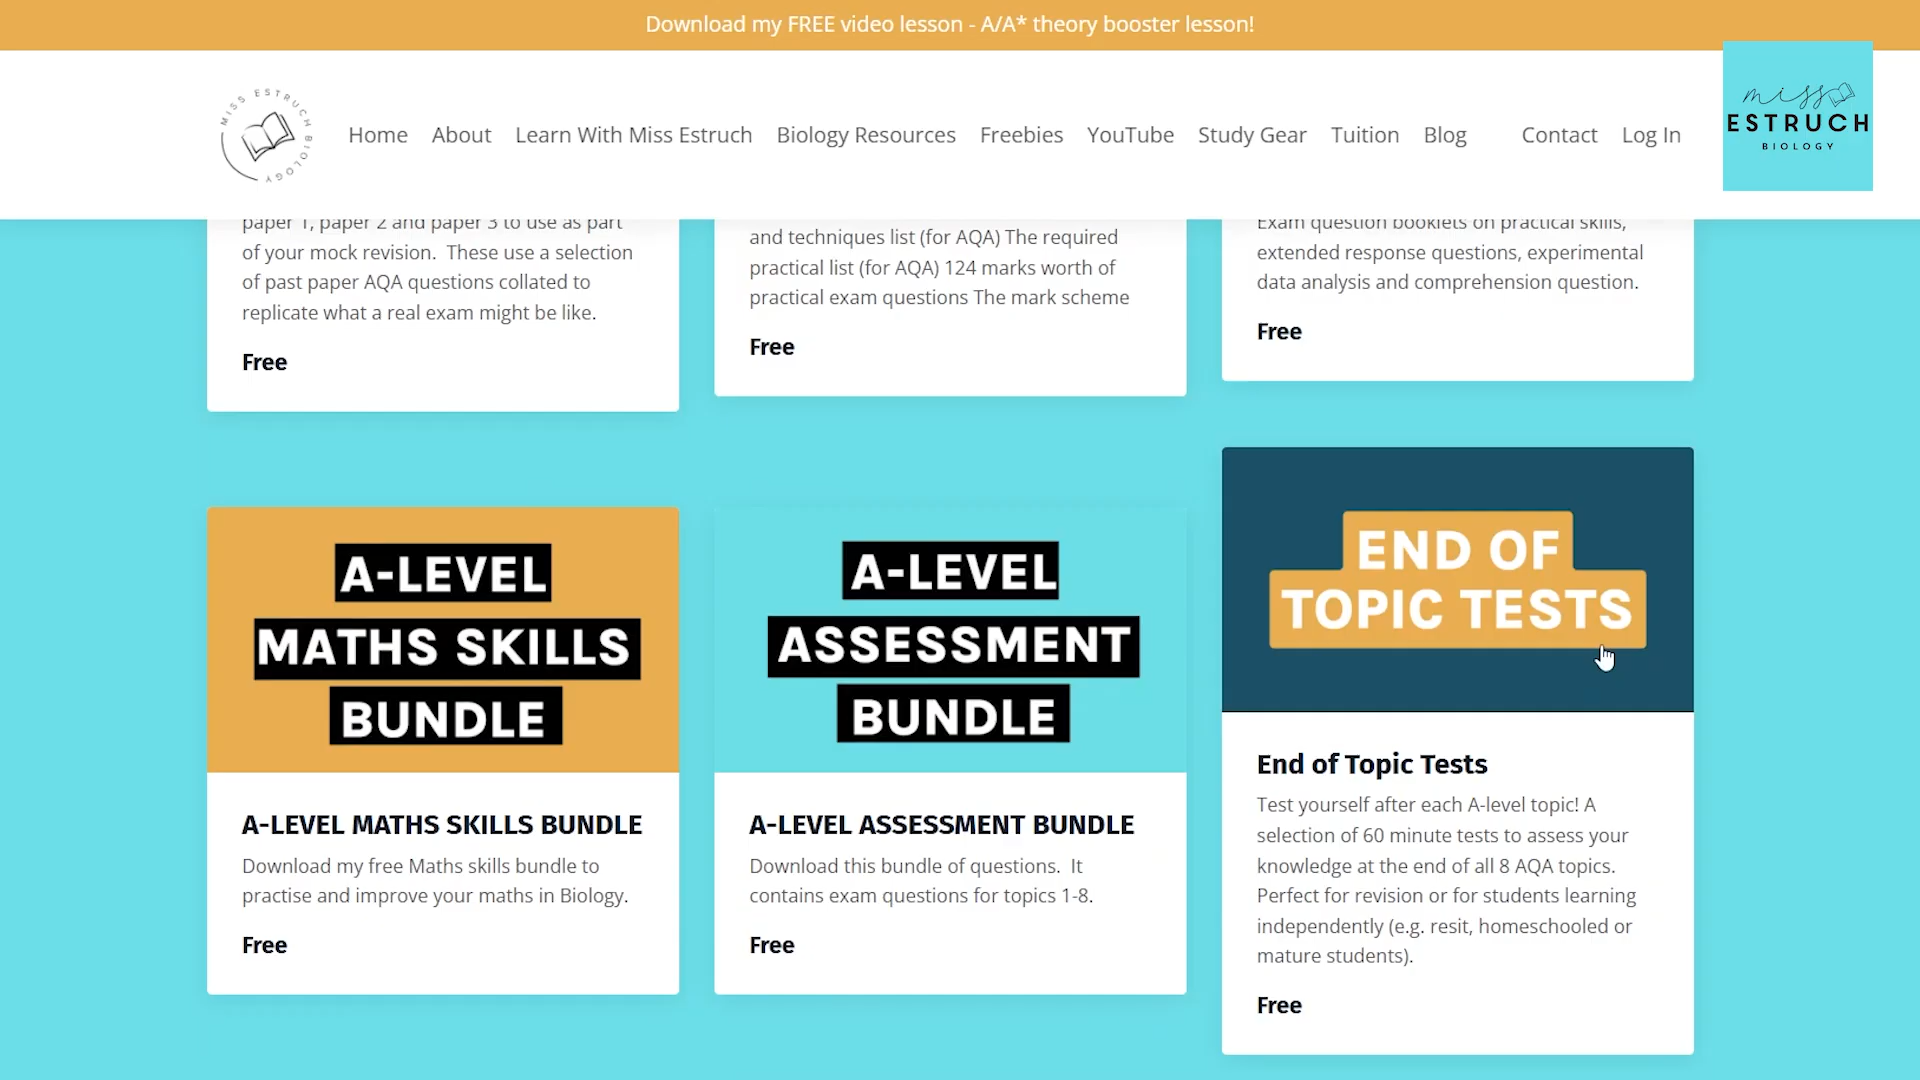 Download my FREE video lesson - A/A* theory booster lesson!
MISS ESTRUCH BIOLOGY
Home
About
Learn With Miss Estruch
Biology Resources
Freebies
YouTube
Study Gear
Tuition
Blog
Contact
Log In
miss
ESTRUCH
BIOLOGY
paper 1, paper 2 and paper 3 to use as part
of your mock revision. These use a selection
of past paper AQA questions collated to
replicate what a real exam might be like.
Free
and techniques list (for AQA) The required
practical list (for AQA) 124 marks worth of
practical exam questions The mark scheme
Free
Exam question booklets on practical skills,
extended response questions, experimental
data analysis and comprehension question.
Free
A-LEVEL
MATHS SKILLS
BUNDLE
A-LEVEL MATHS SKILLS BUNDLE
Download my free Maths skills bundle to
practise and improve your maths in Biology.
Free
A-LEVEL
ASSESSMENT
BUNDLE
A-LEVEL ASSESSMENT BUNDLE
Download this bundle of questions. It
contains exam questions for topics 1-8.
Free
END OF
TOPIC TESTS
End of Topic Tests
Test yourself after each A-level topic! A
selection of 60 minute tests to assess your
knowledge at the end of all 8 AQA topics.
Perfect for revision or for students learning
independently (e.g. resit, homeschooled or
mature students).
Free